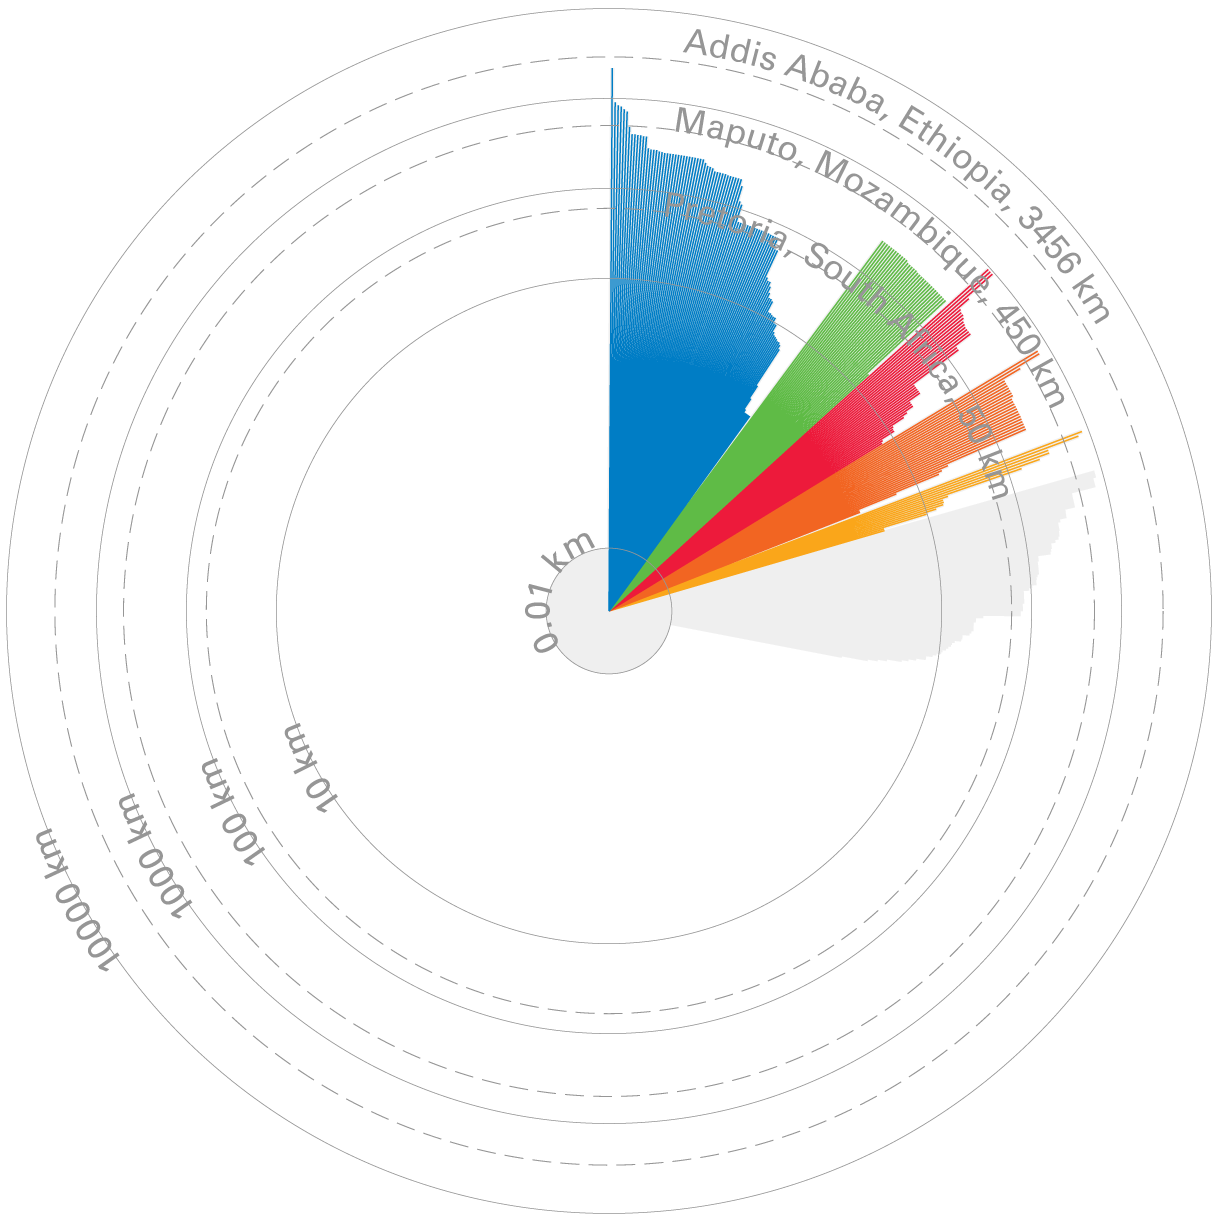 Addis Ababa, Ethiopia, 3456 km
Maputo, Mozambique, 450 km
Pretoria, South Africa, 50 km
0.01 km
10 km
100 km
1000 km
10000 km